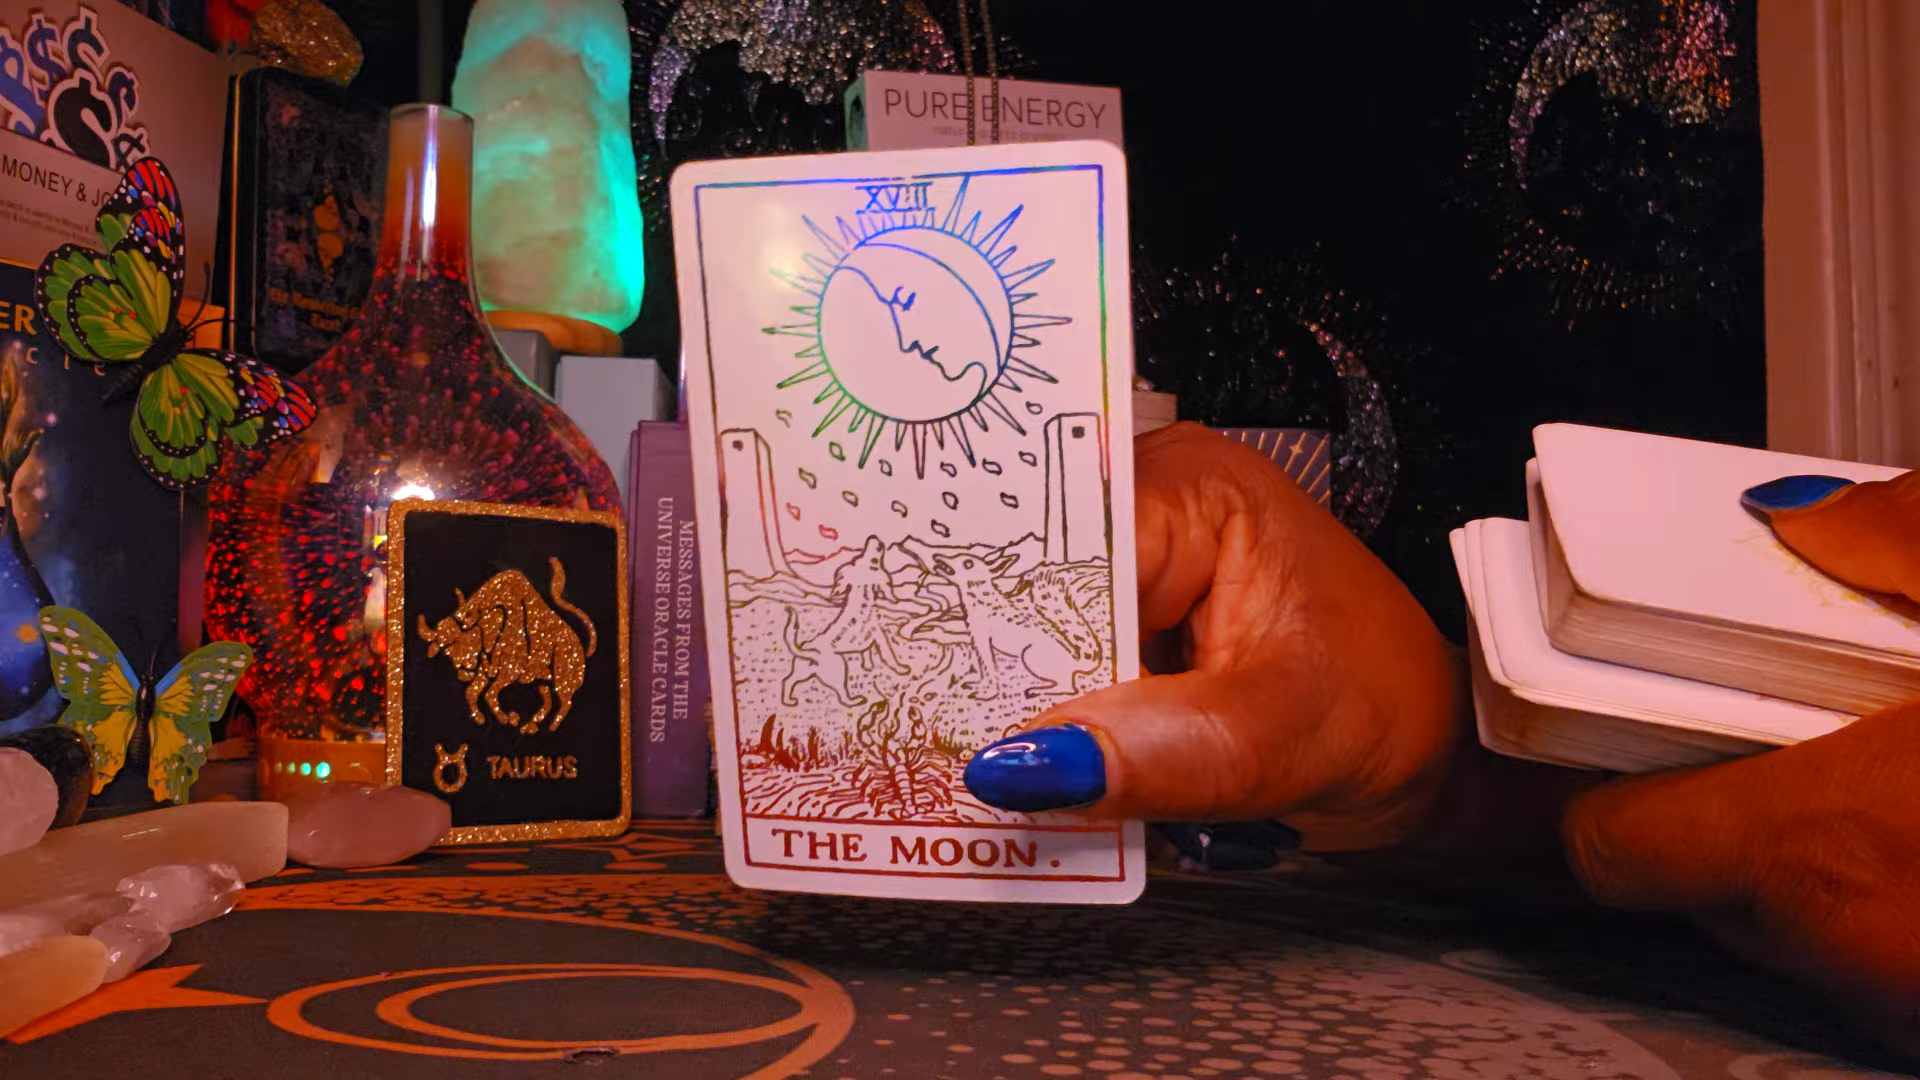 MONEY & JO
PURE ENERGY
XVIII
MESSAGES FROM THE
UNIVERSE ORACLE CARDS
TAURUS
THE MOON.